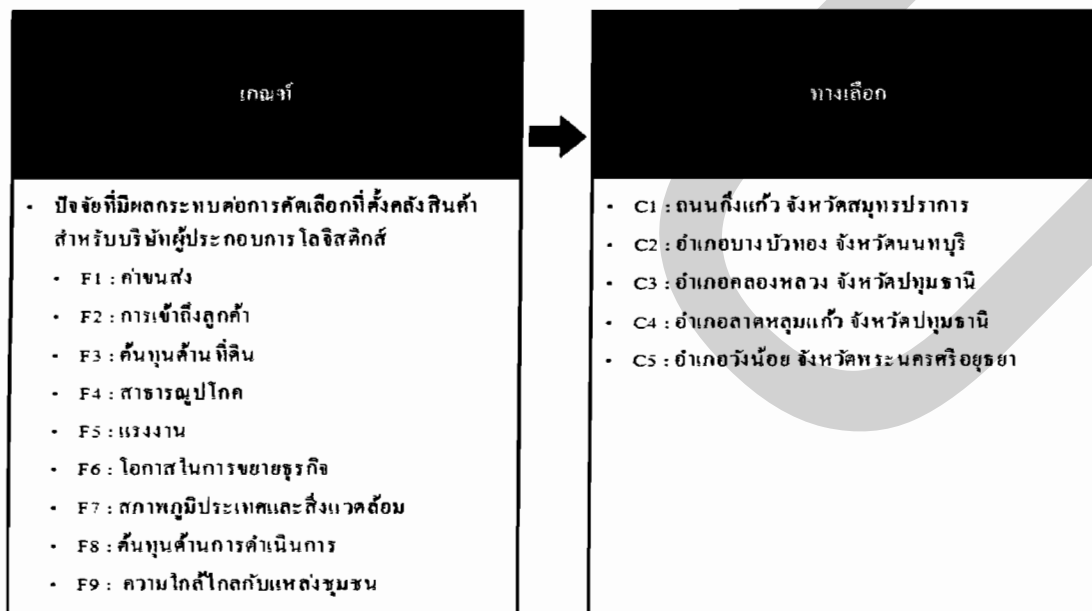 เกณฑ์
• ปัจจัยที่มีผลกระทบต่อการคัดเลือกที่ตั้งคลังสินค้า
สำหรับบริษัทผู้ประกอบการโลจิสติกส์
• F1 : ค่าขนส่ง
• F2 : การเข้าถึงลูกค้า
• F3 : ต้นทุนด้านที่ดิน
• F4 : สาธารณูปโภค
• F5 : แรงงาน
• F6 : โอกาสในการขยายธุรกิจ
• F7 : สภาพภูมิประเทศและสิ่งแวดล้อม
• F8 : ต้นทุนด้านการดำเนินการ
• F9 : ความใกล้ไกลกับแหล่งชุมชน
ทางเลือก
• C1 : ถนนกิ่งแก้ว จังหวัดสมุทรปราการ
• C2 : อำเภอบางบัวทอง จังหวัดนนทบุรี
• C3 : อำเภอคลองหลวง จังหวัดปทุมธานี
• C4 : อำเภอลาดหลุมแก้ว จังหวัดปทุมธานี
• C5 : อำเภอวังน้อย จังหวัดพระนครศรีอยุธยา